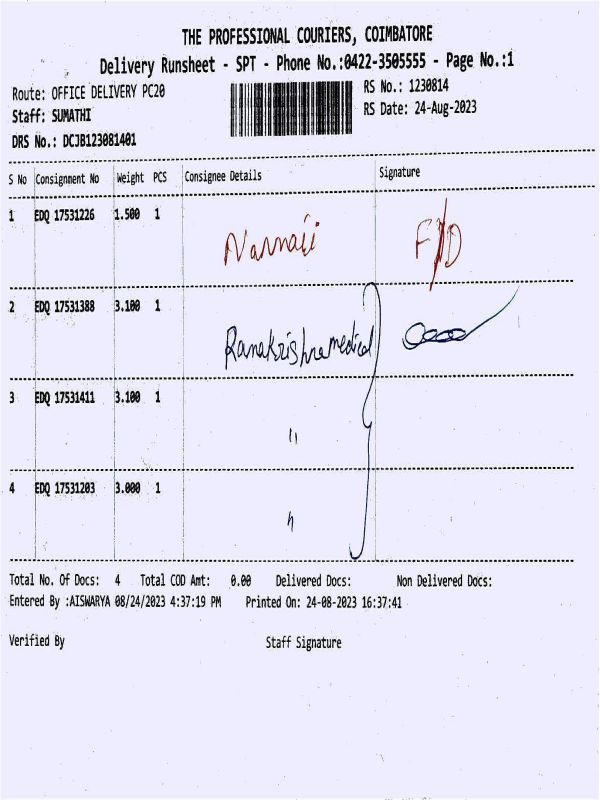 THE PROFESSIONAL COURIERS, COIMBATORE
Delivery Runsheet - SPT - Phone No.:0422-3505555 - Page No.:1
Route: OFFICE DELIVERY PC20
RS No.: 1230814
Staff: SUMATHI
RS Date: 24-Aug-2023
DRS No.: DCJB123081401
S No Consignment No Weight PCS Consignee Details Signature
1 EDQ 17531226 1.500 1 F/D
2 EDQ 17531388 3.100 1 Ramakrishna medical
3 EDQ 17531411 3.100 1 "
4 EDQ 17531203 3.000 1 "
Total No. Of Docs: 4 Total COD Amt: 0.00 Delivered Docs: Non Delivered Docs:
Entered By :AISWARYA 08/24/2023 4:37:19 PM Printed On: 24-08-2023 16:37:41
Verified By Staff Signature